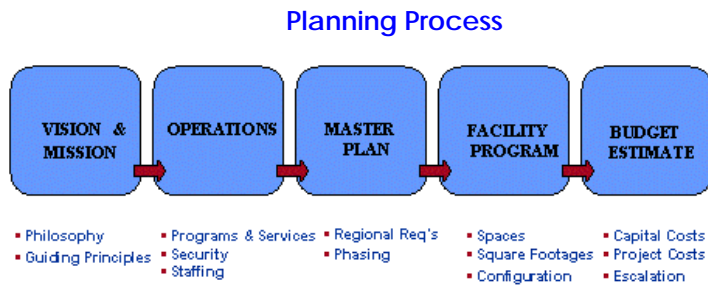 Planning Process
VISION &
MISSION
OPERATIONS
MASTER
PLAN
FACILITY
PROGRAM
BUDGET
ESTIMATE
Philosophy
Guiding Principles
Programs & Services
Security
Staffing
Regional Req's
Phasing
Spaces
Square Footages
Configuration
Capital Costs
Project Costs
Escalation